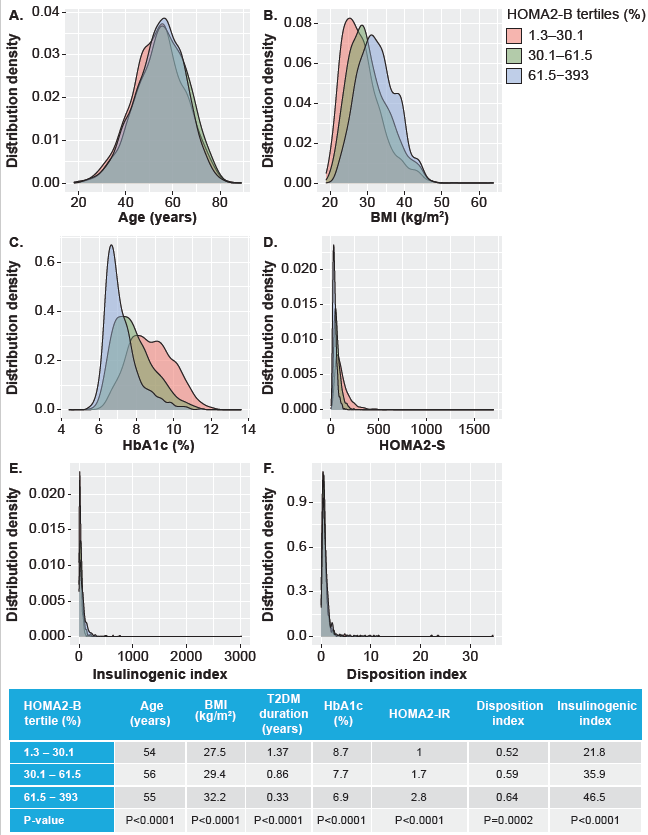 HOMA2-B tertiles (%)
1.3–30.1
30.1–61.5
61.5–393
A.
Distribution density
0.04
0.03
0.02
0.01
0.00
20 40 60 80
Age (years)
B.
Distribution density
0.08
0.06
0.04
0.02
0.00
20 30 40 50 60
BMI (kg/m²)
C.
Distribution density
0.6
0.4
0.2
0.0
4 6 8 10 12 14
HbA1c (%)
D.
Distribution density
0.020
0.015
0.010
0.005
0.000
0 500 1000 1500
HOMA2-S
E.
Distribution density
0.020
0.015
0.010
0.005
0.000
0 1000 2000 3000
Insulinogenic index
F.
Distribution density
0.9
0.6
0.3
0.0
0 10 20 30
Disposition index
HOMA2-B tertile (%) Age (years) BMI (kg/m²) T2DM duration (years) HbA1c (%) HOMA2-IR Disposition index Insulinogenic index
1.3 – 30.1 54 27.5 1.37 8.7 1 0.52 21.8
30.1 – 61.5 56 29.4 0.86 7.7 1.7 0.59 35.9
61.5 – 393 55 32.2 0.33 6.9 2.8 0.64 46.5
P-value P<0.0001 P<0.0001 P<0.0001 P<0.0001 P<0.0001 P=0.0002 P<0.0001